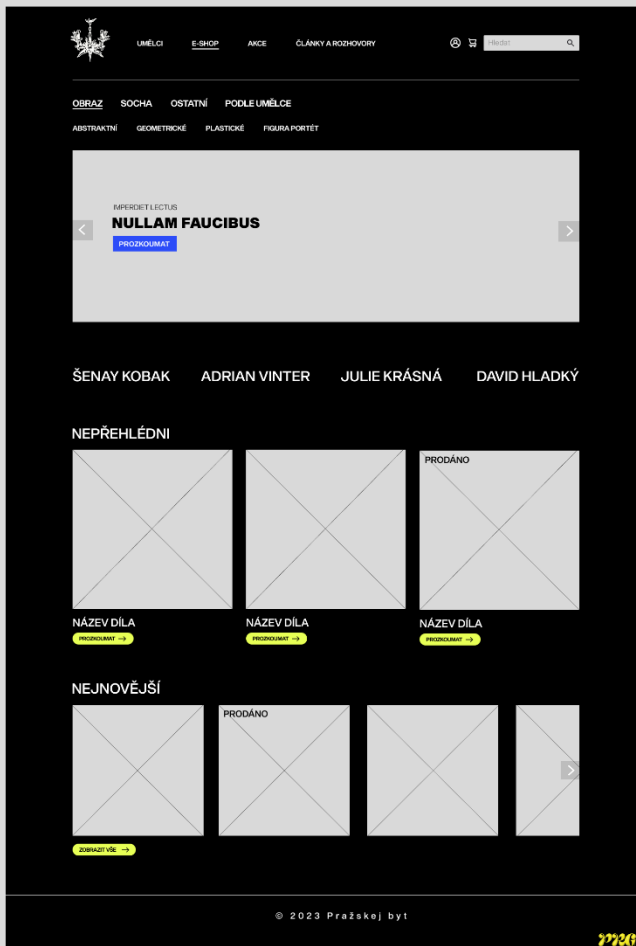 UMĚLCI E-SHOP AKCE ČLÁNKY A ROZHOVORY Hledat
OBRAZ SOCHA OSTATNÍ PODLE UMĚLCE
ABSTRAKTNÍ GEOMETRICKÉ PLASTICKÉ FIGURA PORTÉT
IMPERDIET LECTUS
NULLAM FAUCIBUS
PROZKOUMAT
ŠENAY KOBAK ADRIAN VINTER JULIE KRÁSNÁ DAVID HLADKÝ
NEPŘEHLÉDNI
PRODÁNO
NÁZEV DÍLA NÁZEV DÍLA NÁZEV DÍLA
PROZKOUMAT PROZKOUMAT PROZKOUMAT
NEJNOVĚJŠÍ
PRODÁNO
ZOBRAZIT VŠE
© 2023 Pražskej byt